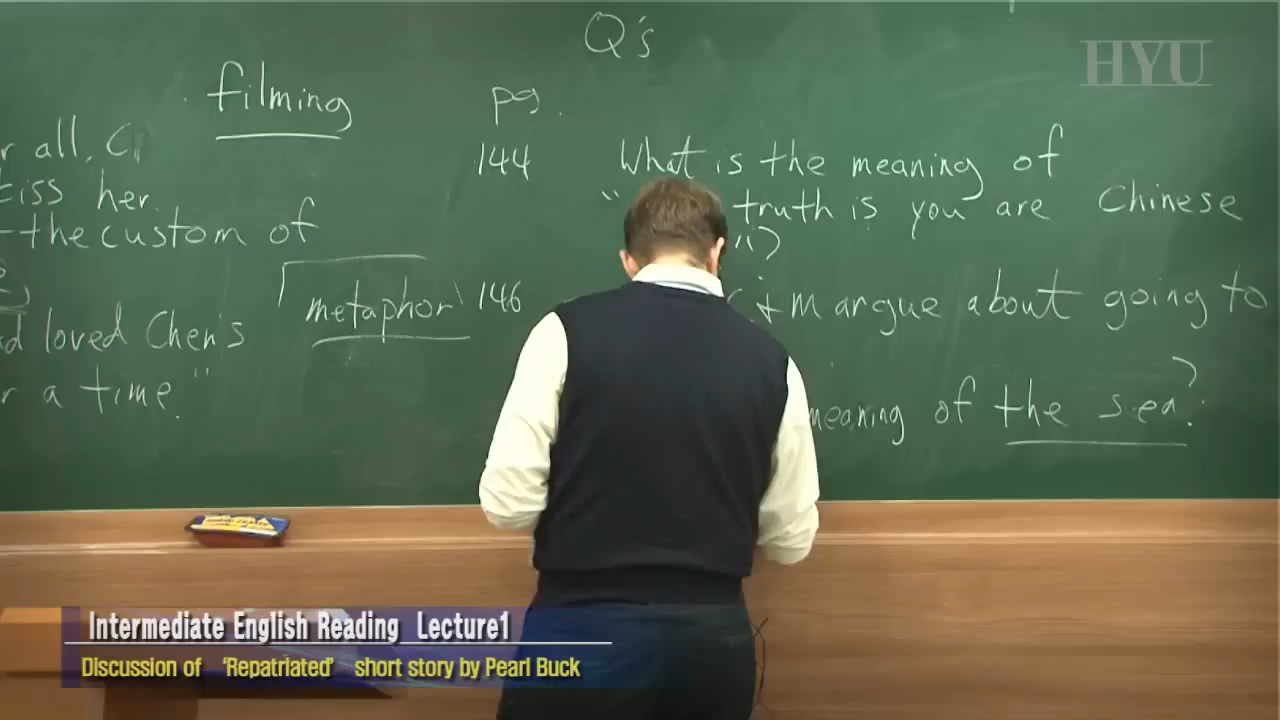 Q's
HYU
filming
pg.
r all. C
kiss her.
the custom of
metaphor
ad loved Chen's
r a time."
144 What is the meaning of
" truth is you are Chinese
"?
146 + M argue about going to
?
meaning of the sea?
Intermediate English Reading Lecture1
Discussion of 'Repatriated' short story by Pearl Buck